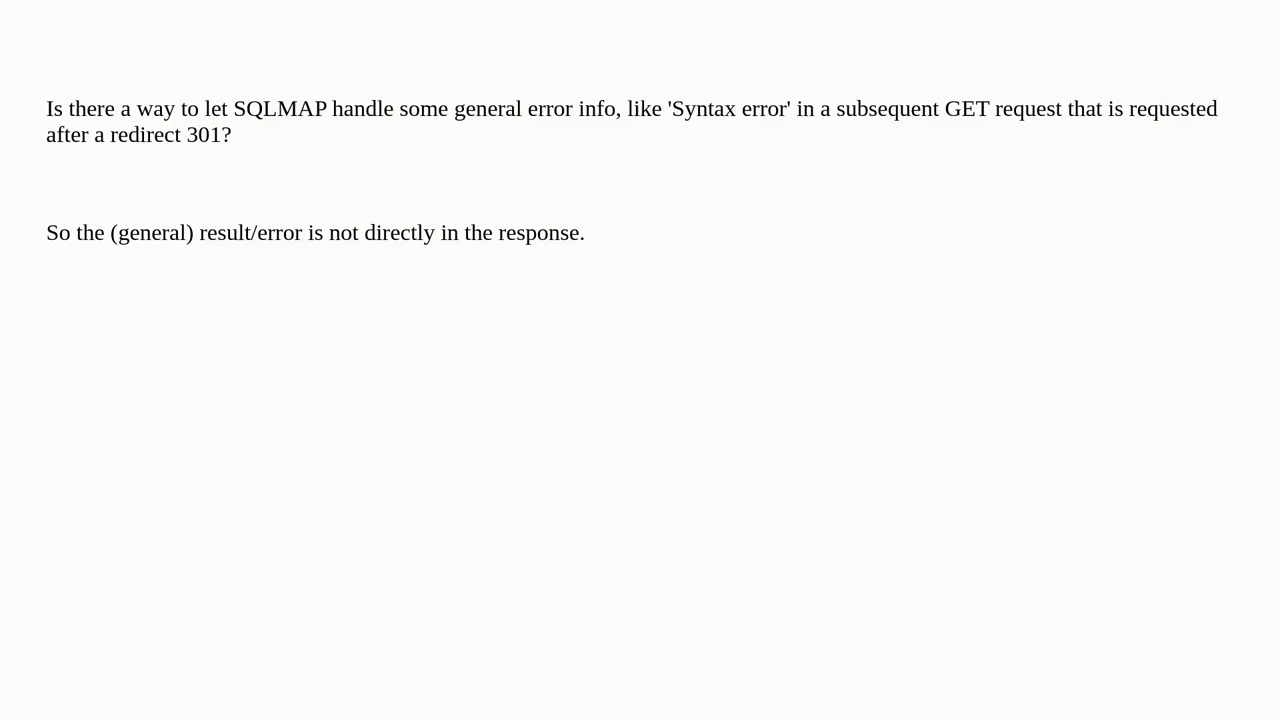 Is there a way to let SQLMAP handle some general error info, like 'Syntax error' in a subsequent GET request that is requested
after a redirect 301?
So the (general) result/error is not directly in the response.